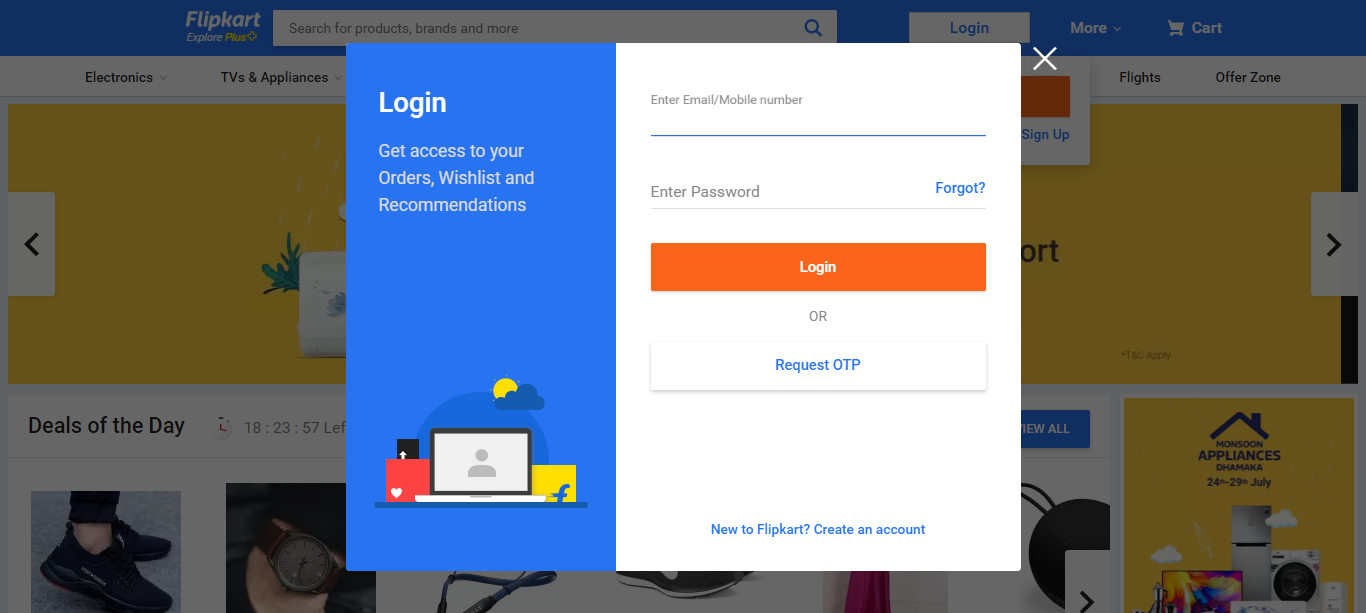 Flipkart
Explore Plus
Search for products, brands and more
Login
More
Cart
Electronics
TVs & Appliances
Flights
Offer Zone
Sign Up
Login
Get access to your
Orders, Wishlist and
Recommendations
Enter Email/Mobile number
Enter Password
Forgot?
Login
OR
Request OTP
New to Flipkart? Create an account
ort
*T&C Apply
Deals of the Day
18 : 23 : 57 Lef
VIEW ALL
MONSOON
APPLIANCES
DHAMAKA
24th-29th July